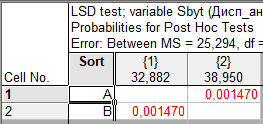 LSD test; variable Sbyt (Дисп_ан
Probabilities for Post Hoc Tests
Error: Between MS = 25,294, df =
Cell No. Sort {1} {2}
32,882 38,950
1 A 0,001470
2 B 0,001470